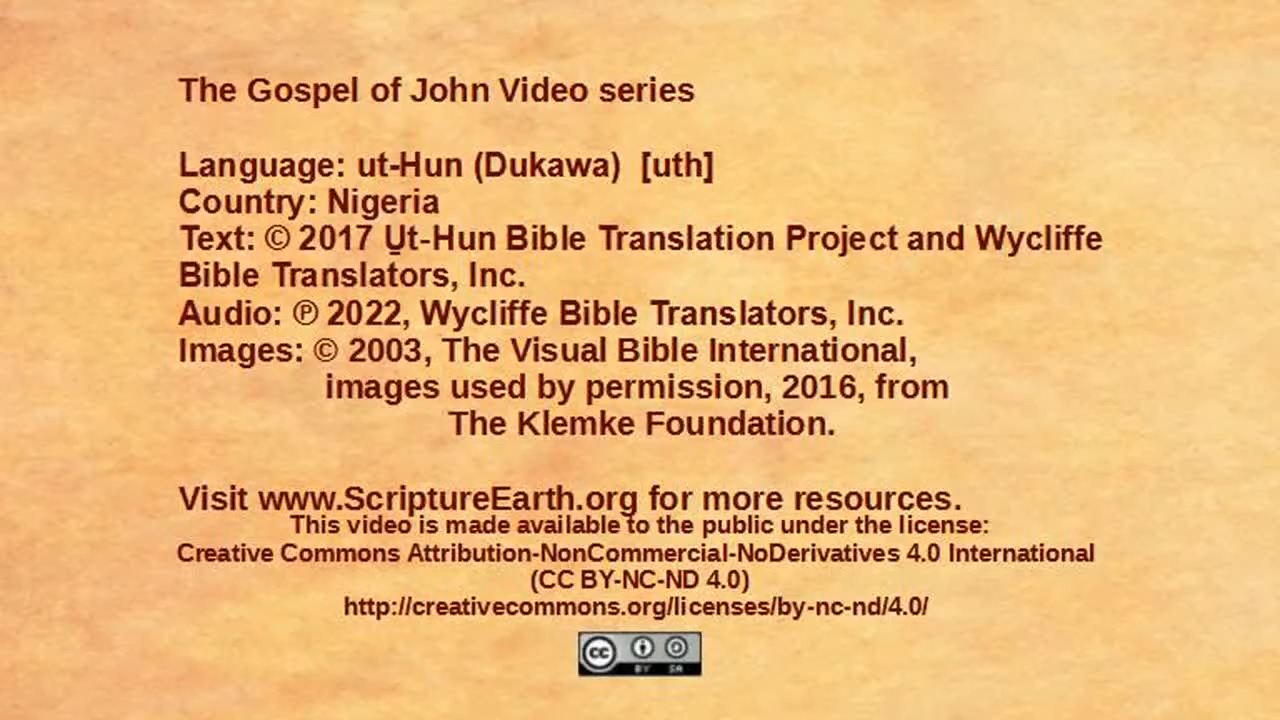 The Gospel of John Video series
Language: ut-Hun (Dukawa) [uth]
Country: Nigeria
Text: © 2017 U̱t-Hun Bible Translation Project and Wycliffe
Bible Translators, Inc.
Audio: ℗ 2022, Wycliffe Bible Translators, Inc.
Images: © 2003, The Visual Bible International,
images used by permission, 2016, from
The Klemke Foundation.
Visit www.ScriptureEarth.org for more resources.
This video is made available to the public under the license:
Creative Commons Attribution-NonCommercial-NoDerivatives 4.0 International
(CC BY-NC-ND 4.0)
http://creativecommons.org/licenses/by-nc-nd/4.0/
cc BY SA